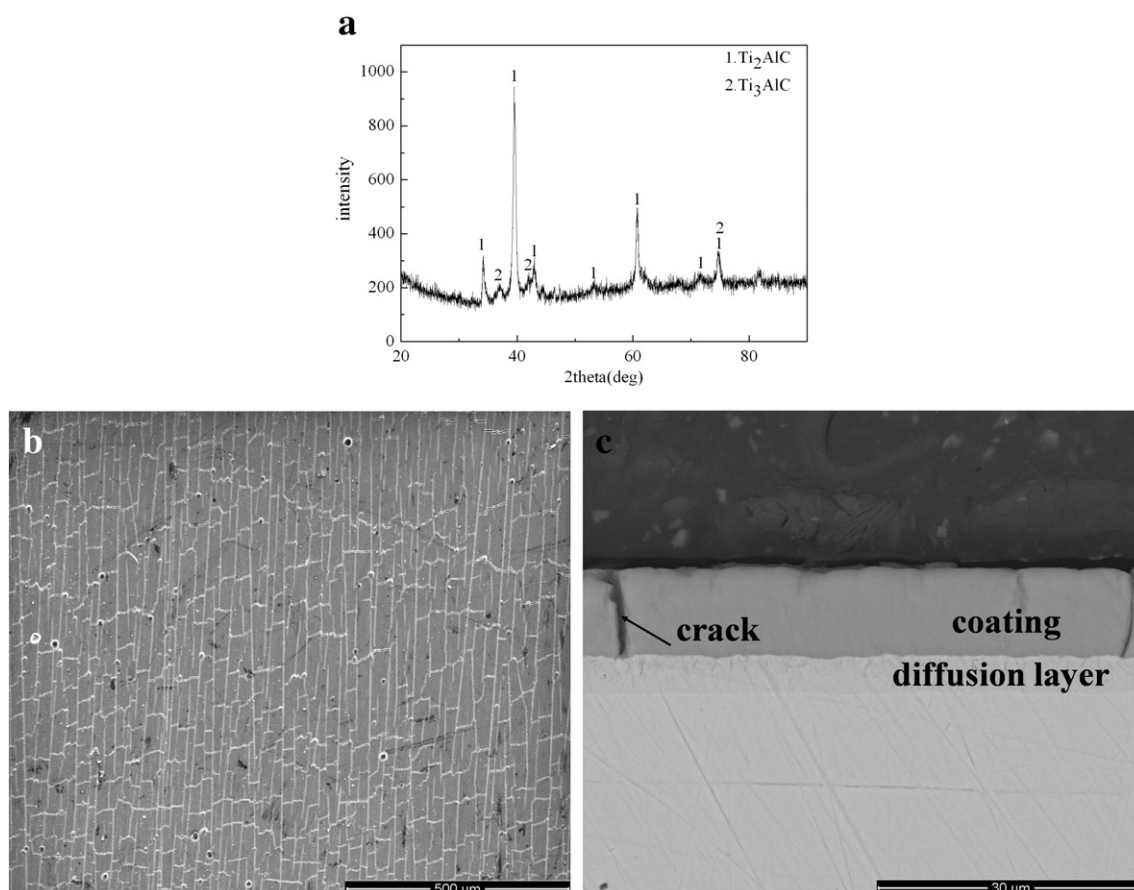 a
1.Ti2AlC
2.Ti3AlC
1000
800
600
400
200
0
intensity
1
1
2
2
1
1
1
1
2
1
20
40
60
80
2theta(deg)
b
500 µm
c
crack
coating
diffusion layer
30 µm